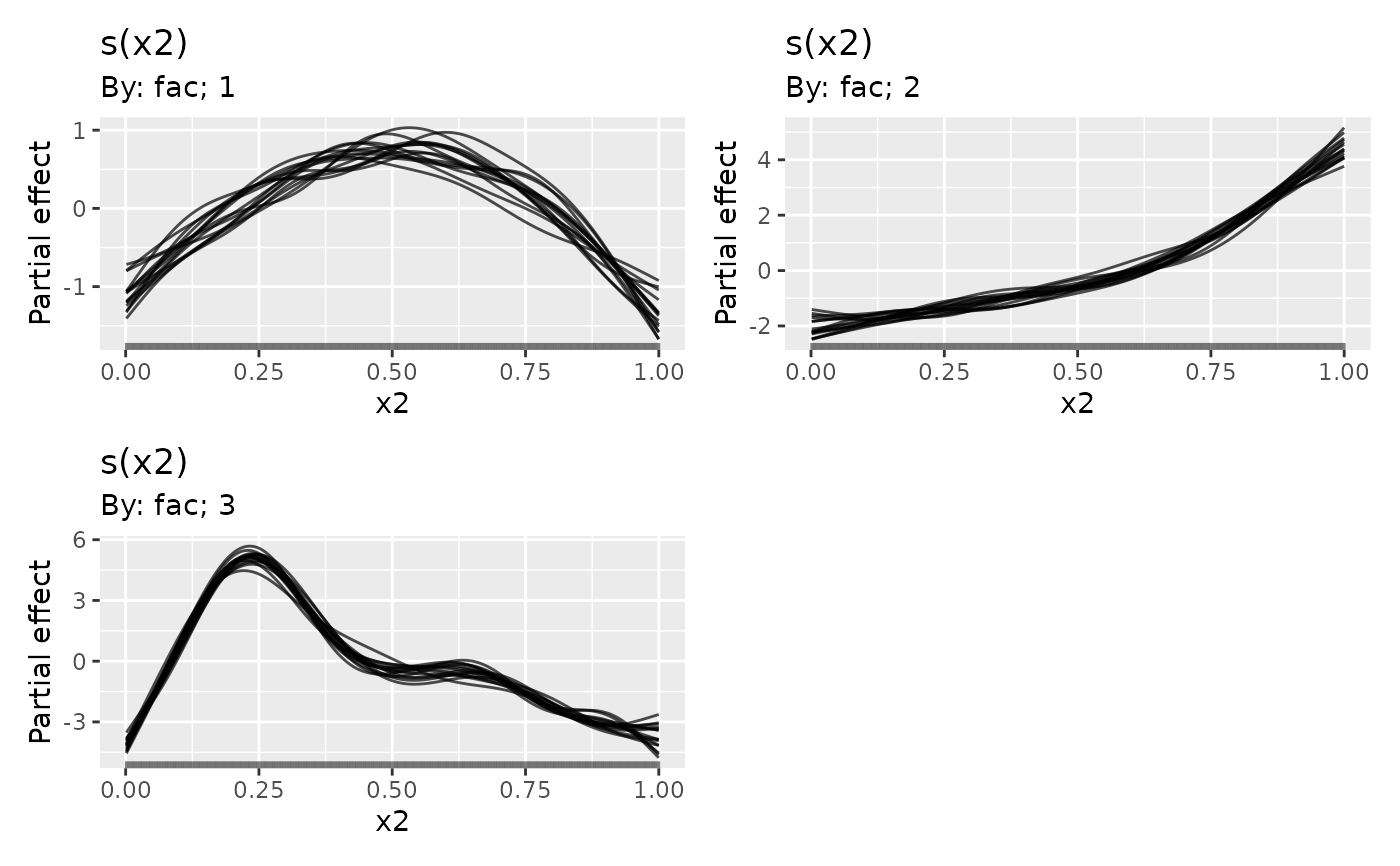 s(x2)
By: fac; 1
Partial effect
1
0
-1
0.00 0.25 0.50 0.75 1.00
x2
s(x2)
By: fac; 2
Partial effect
4
2
0
-2
0.00 0.25 0.50 0.75 1.00
x2
s(x2)
By: fac; 3
Partial effect
6
3
0
-3
0.00 0.25 0.50 0.75 1.00
x2